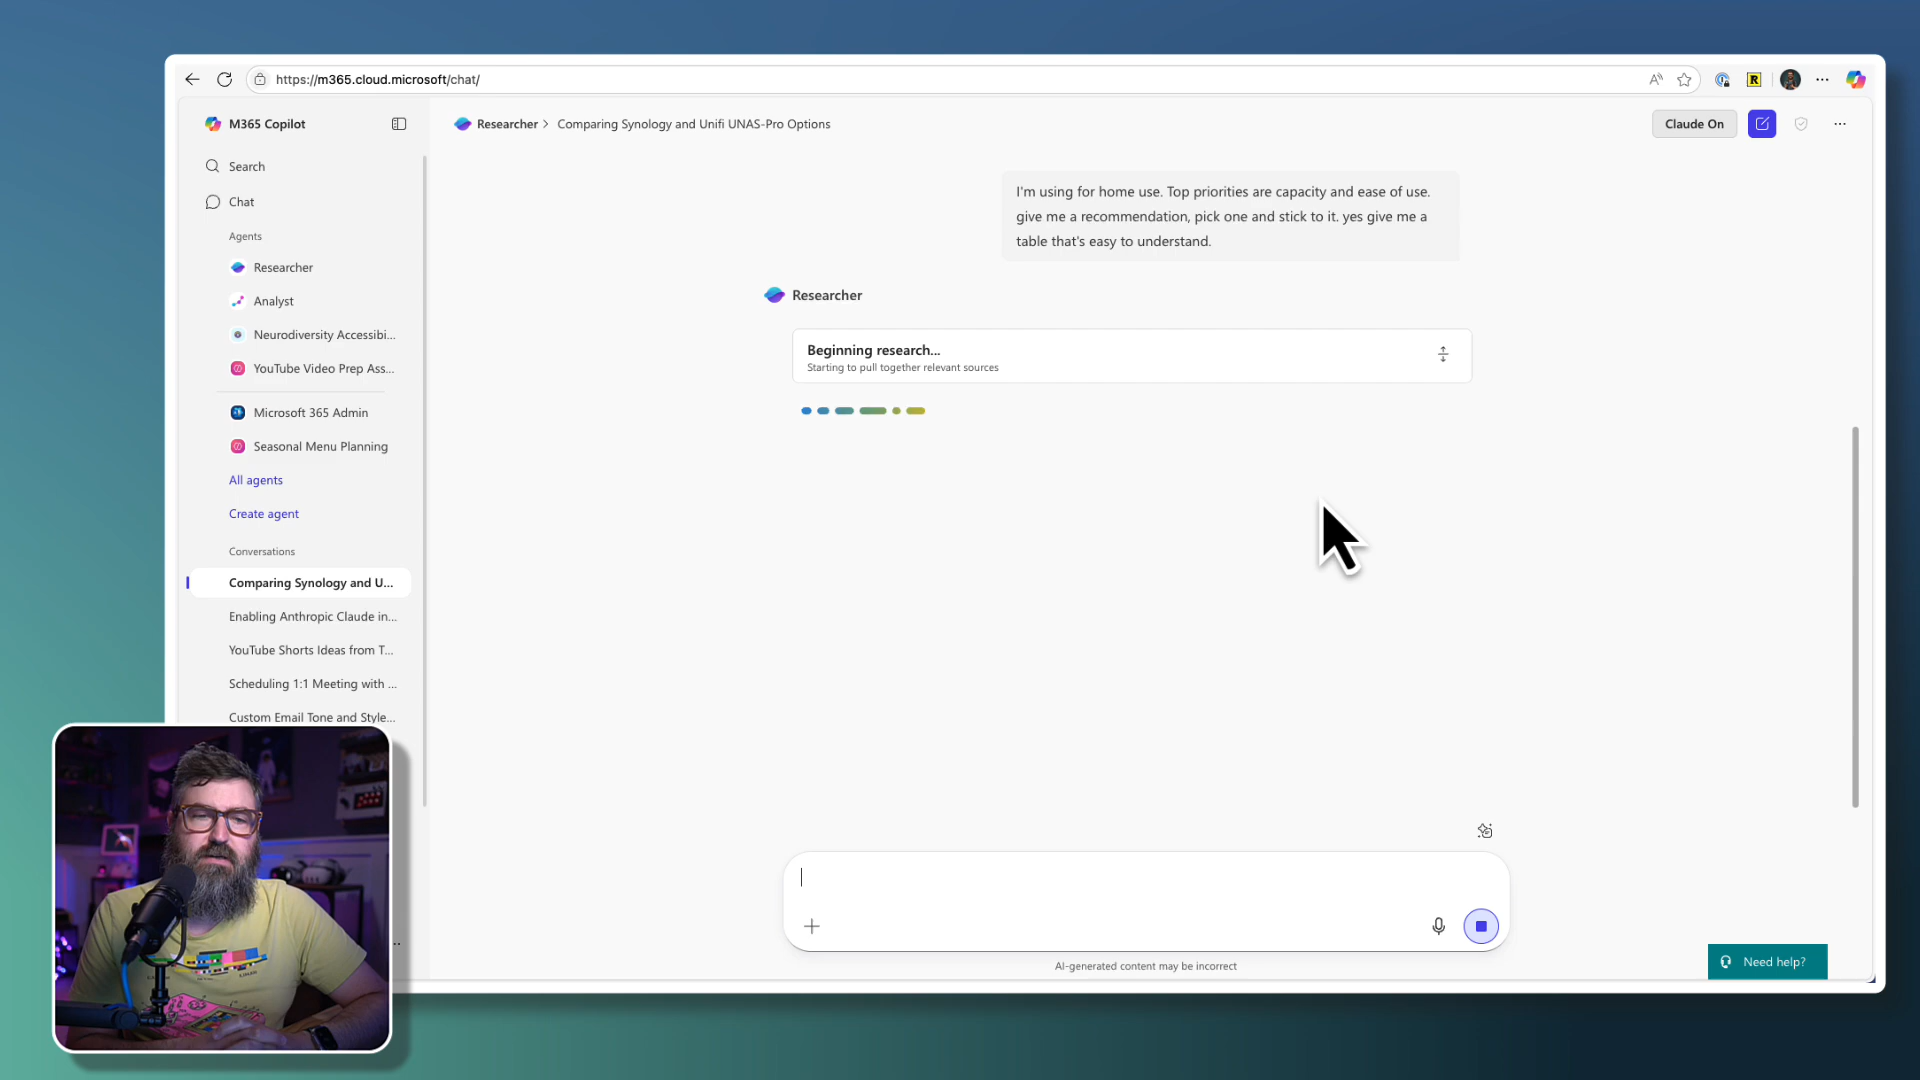 https://m365.cloud.microsoft/chat/
M365 Copilot
Search
Chat
Agents
Researcher
Analyst
Neurodiversity Accessibi...
YouTube Video Prep Ass...
Microsoft 365 Admin
Seasonal Menu Planning
All agents
Create agent
Conversations
Comparing Synology and U...
Enabling Anthropic Claude in...
YouTube Shorts Ideas from T...
Scheduling 1:1 Meeting with ...
Custom Email Tone and Style...
Researcher > Comparing Synology and Unifi UNAS-Pro Options
Claude On
I'm using for home use. Top priorities are capacity and ease of use.
give me a recommendation, pick one and stick to it. yes give me a
table that's easy to understand.
Researcher
Beginning research...
Starting to pull together relevant sources
AI-generated content may be incorrect
Need help?